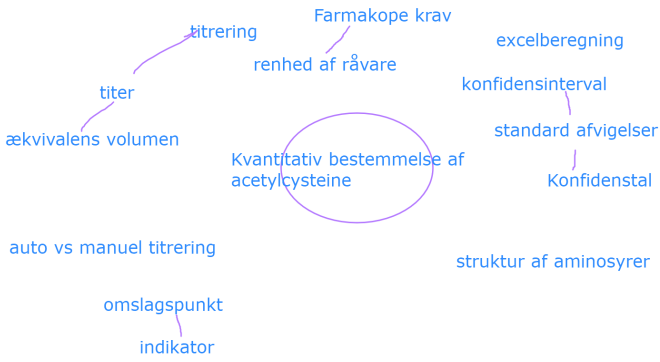 Farmakope krav
titrering
excelberegning
renhed af råvare
konfidensinterval
titer
standard afvigelser
ækvivalens volumen
Kvantitativ bestemmelse af
acetylcysteine
Konfidenstal
auto vs manuel titrering
struktur af aminosyrer
omslagspunkt
indikator